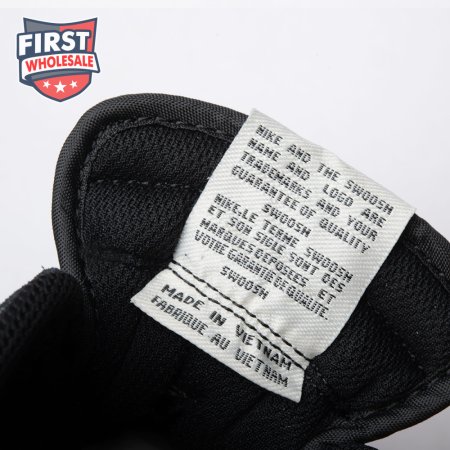 FIRST
WHOLESALE
NIKE AND THE SWOOSH
NAME AND LOGO ARE
TRADEMARKS AND YOUR
GUARANTEE OF QUALITY
NIKE,LE TERME SWOOSH
ET SON SIGLE SONT DES
MARQUES DEPOSEES ET
VOTRE GARANTIE DE QUALITE.
SWOOSH
MADE IN VIETNAM
FABRIQUE AU VIETNAM